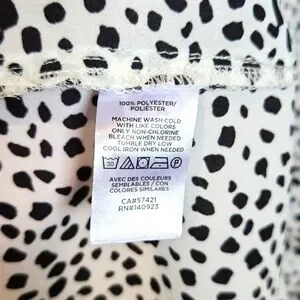 100% POLYESTER/
POLIÉSTER
MACHINE WASH COLD
WITH LIKE COLORS
ONLY NON-CHLORINE
BLEACH WHEN NEEDED
TUMBLE DRY LOW
COOL IRON WHEN NEEDED
AVEC DES COULEURS
SEMBLABLES / CON
COLORES SIMILARES
CA#57421
RN#140923